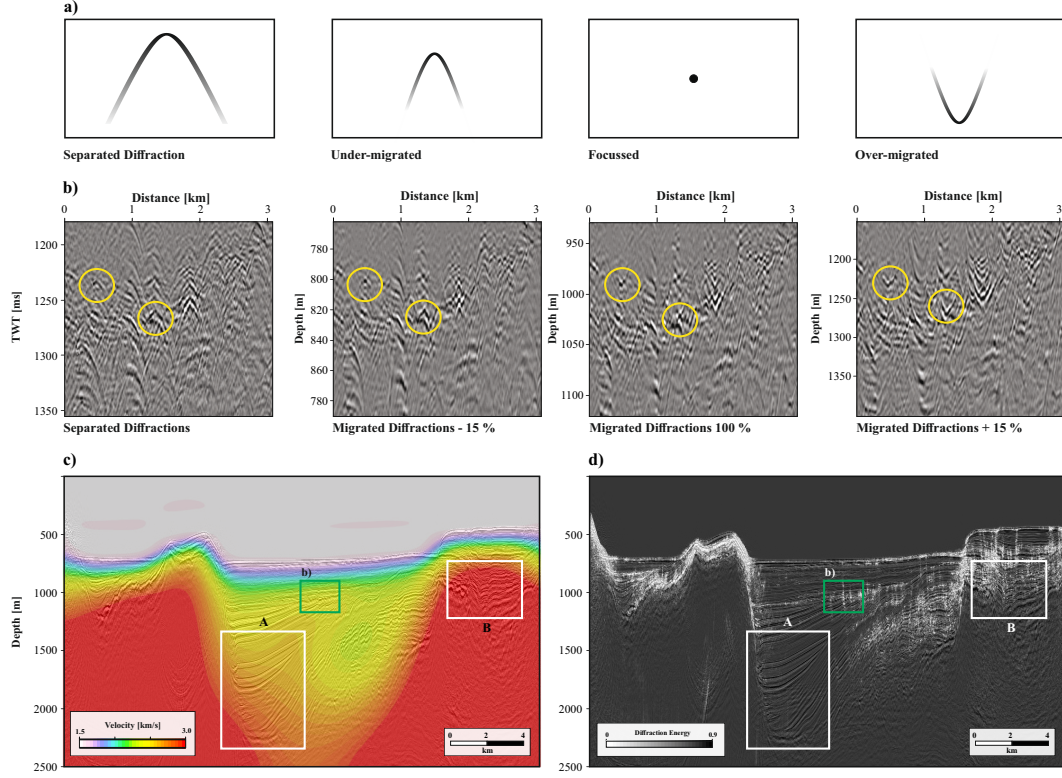 a)
Separated Diffraction
Under-migrated
Focussed
Over-migrated
b)
Distance [km]
Distance [km]
Distance [km]
Distance [km]
0 1 2 3
0 1 2 3
0 1 2 3
0 1 2 3
TWT [ms]
1200
1250
1300
1350
Depth [m]
780
800
820
840
860
780
Depth [m]
950
1000
1050
1100
Depth [m]
1200
1250
1300
1350
Separated Diffractions
Migrated Diffractions - 15 %
Migrated Diffractions 100 %
Migrated Diffractions + 15 %
c)
Depth [m]
500
1000
1500
2000
2500
b)
A
B
Velocity [km/s]
1.5 3.0
0 2 4
km
d)
500
1000
1500
2000
2500
b)
A
B
Diffraction Energy
0 0.9
0 2 4
km